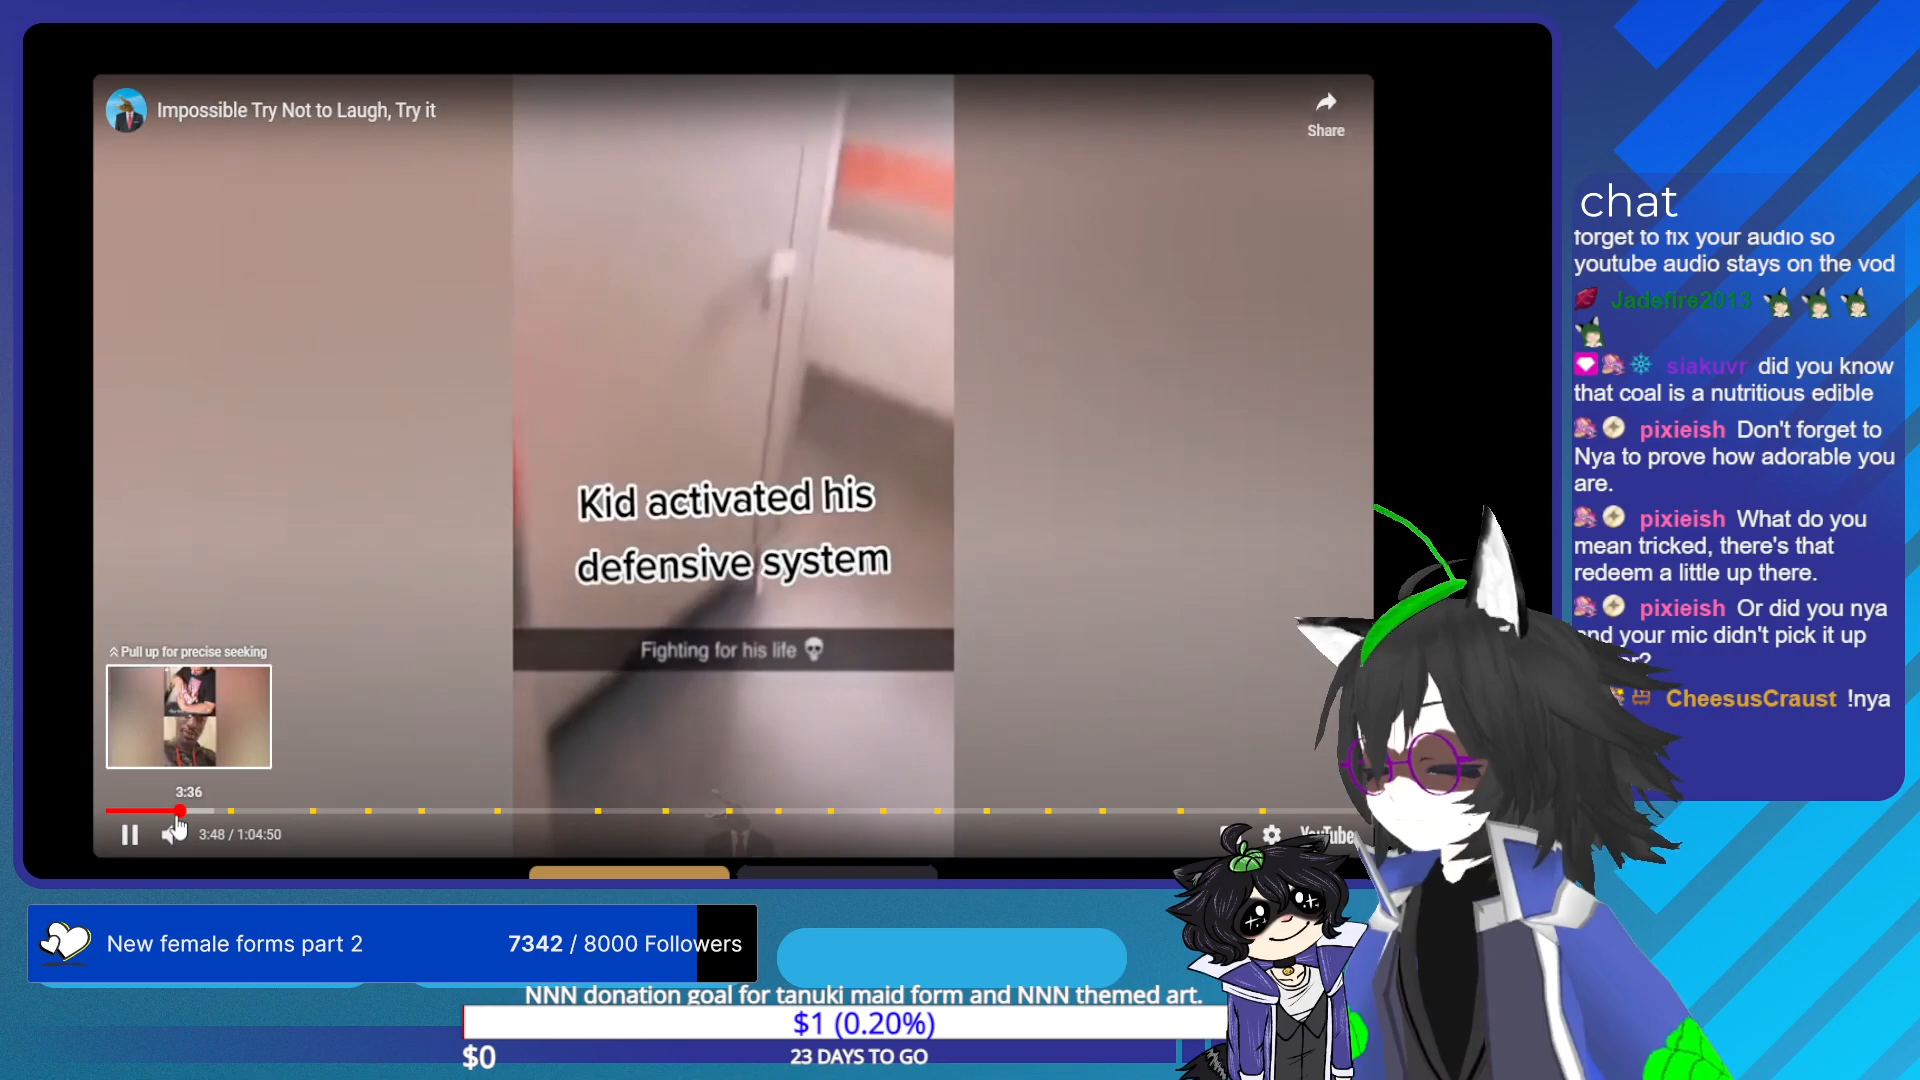 Impossible Try Not to Laugh, Try it
Share
Kid activated his
defensive system
Fighting for his life
Pull up for precise seeking
3:36
3:48 / 1:04:50
YouTube
chat
forget to fix your audio so
youtube audio stays on the vod
Jadefire2013
siakuvr did you know
that coal is a nutritious edible
pixieish Don't forget to
Nya to prove how adorable you
are.
pixieish What do you
mean tricked, there's that
redeem a little up there.
pixieish Or did you nya
and your mic didn't pick it up
CheesusCraust !nya
New female forms part 2
7342 / 8000 Followers
NNN donation goal for tanuki maid form and NNN themed art.
$1 (0.20%)
$0
23 DAYS TO GO